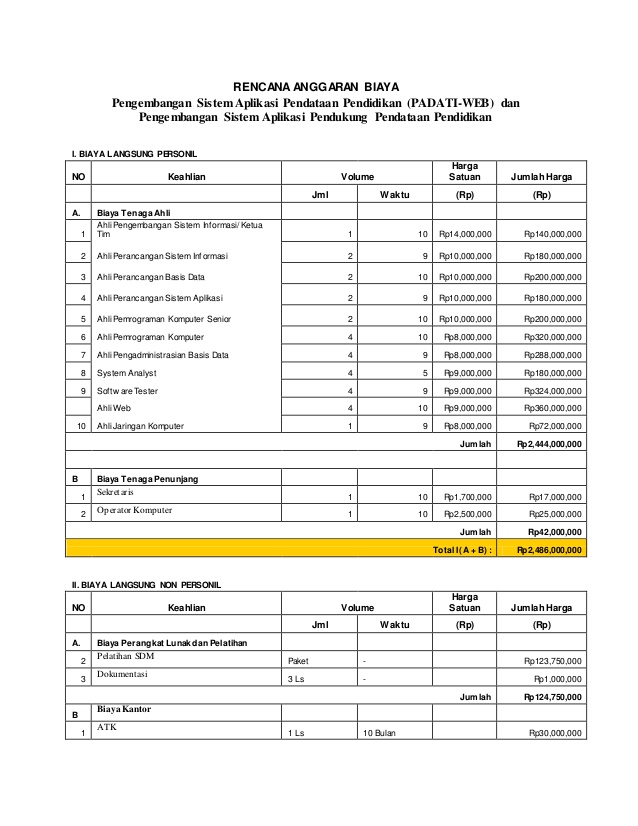 RENCANA ANGGARAN BIAYA
Pengembangan Sistem Aplikasi Pendataan Pendidikan (PADATI-WEB) dan
Pengembangan Sistem Aplikasi Pendukung Pendataan Pendidikan
I. BIAYA LANGSUNG PERSONIL
NO Keahlian Volume Harga Satuan Jumlah Harga
Jml Waktu (Rp) (Rp)
A. Biaya Tenaga Ahli
1 Ahli Pengembangan Sistem Informasi/ Ketua Tim 1 10 Rp14,000,000 Rp140,000,000
2 Ahli Perancangan Sistem Informasi 2 9 Rp10,000,000 Rp180,000,000
3 Ahli Perancangan Basis Data 2 10 Rp10,000,000 Rp200,000,000
4 Ahli Perancangan Sistem Aplikasi 2 9 Rp10,000,000 Rp180,000,000
5 Ahli Pemrograman Komputer Senior 2 10 Rp10,000,000 Rp200,000,000
6 Ahli Pemrograman Komputer 4 10 Rp8,000,000 Rp320,000,000
7 Ahli Pengadministrasian Basis Data 4 9 Rp8,000,000 Rp288,000,000
8 System Analyst 4 5 Rp9,000,000 Rp180,000,000
9 Software Tester 4 9 Rp9,000,000 Rp324,000,000
Ahli Web 4 10 Rp9,000,000 Rp360,000,000
10 Ahli Jaringan Komputer 1 9 Rp8,000,000 Rp72,000,000
Jumlah Rp2,444,000,000
B Biaya Tenaga Penunjang
1 Sekretaris 1 10 Rp1,700,000 Rp17,000,000
2 Operator Komputer 1 10 Rp2,500,000 Rp25,000,000
Jumlah Rp42,000,000
Total I ( A + B ) : Rp2,486,000,000
II. BIAYA LANGSUNG NON PERSONIL
NO Keahlian Volume Harga Satuan Jumlah Harga
Jml Waktu (Rp) (Rp)
A. Biaya Perangkat Lunak dan Pelatihan
2 Pelatihan SDM Paket - Rp123,750,000
3 Dokumentasi 3 Ls - Rp1,000,000
Jumlah Rp124,750,000
B Biaya Kantor
1 ATK 1 Ls 10 Bulan Rp30,000,000